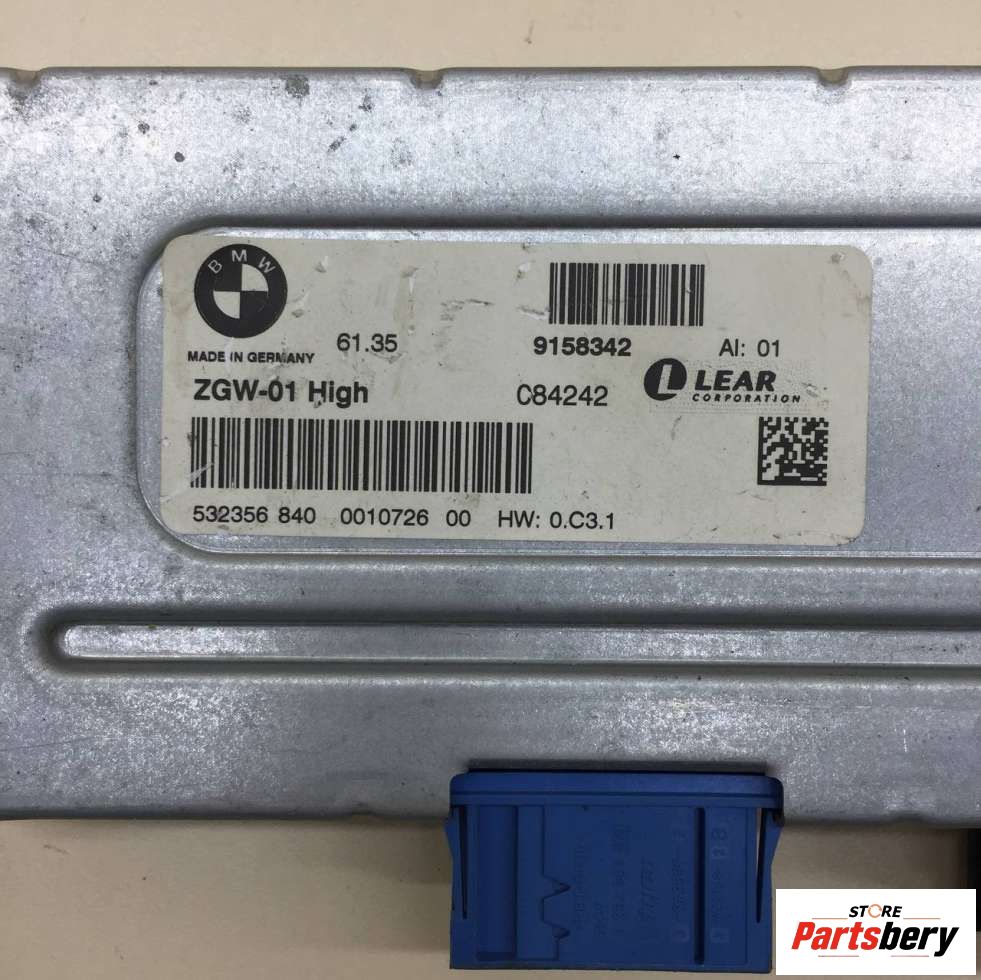 BMW
MADE IN GERMANY
61.35
9158342
AI: 01
ZGW-01 High
C84242
LEAR
CORPORATION
532356 840 0010726 00 HW: 0.C3.1
STORE
Partsbery